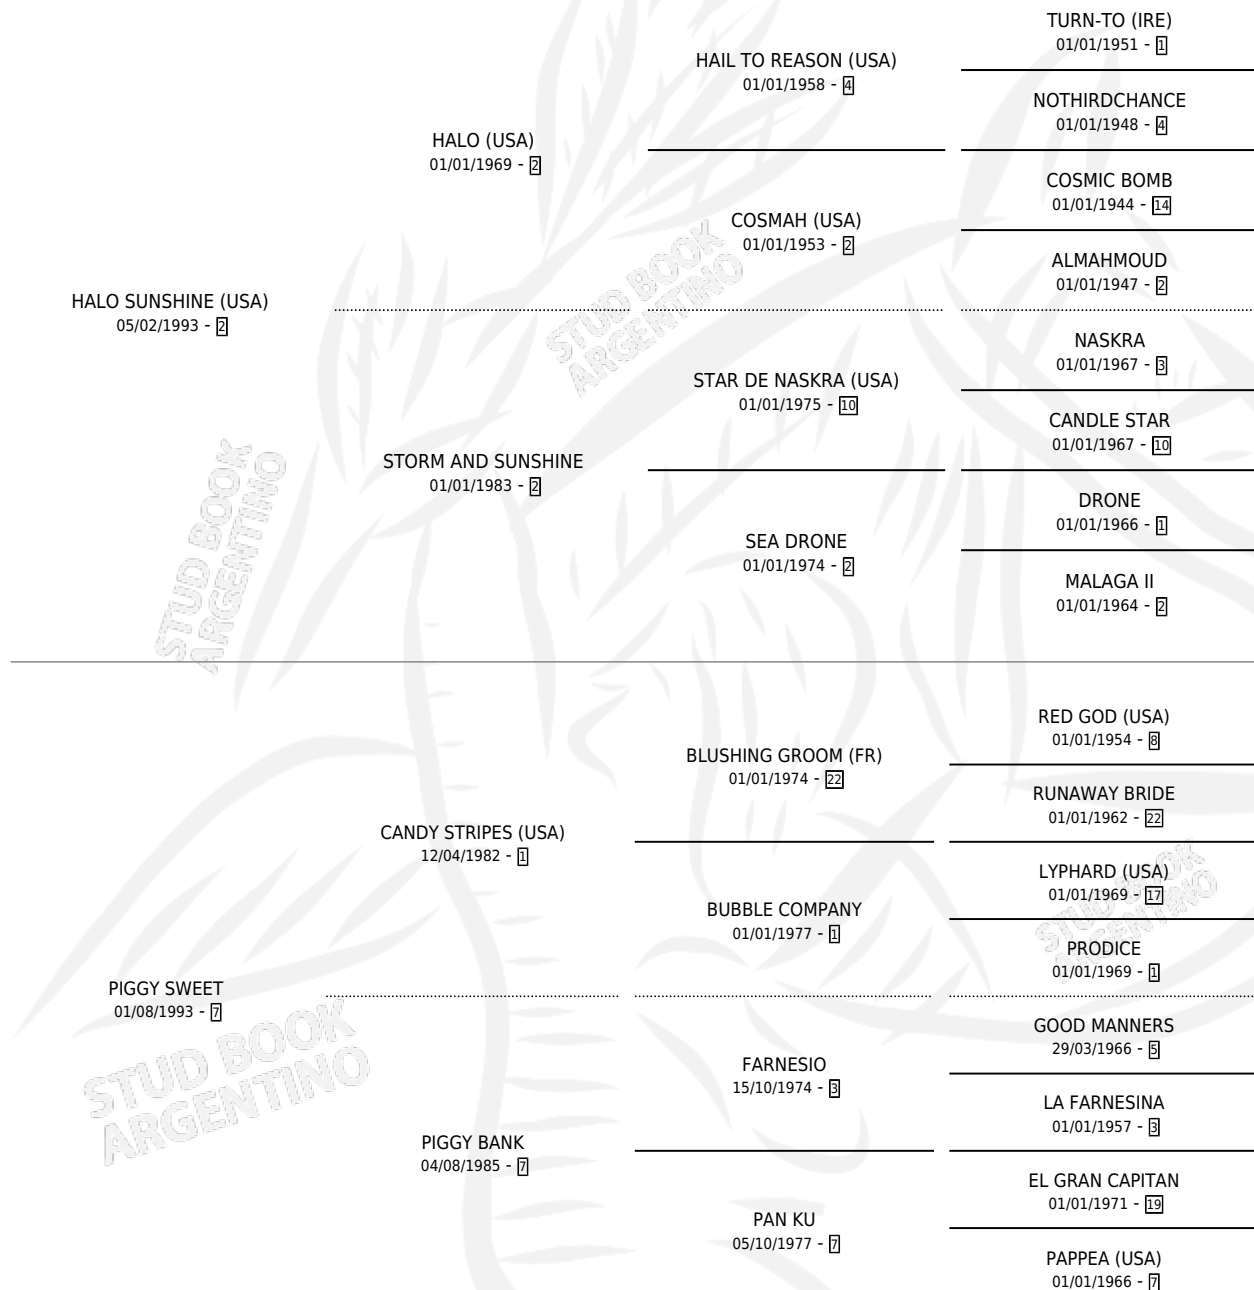 TURN-TO (IRE)
01/01/1951 - 1
HAIL TO REASON (USA)
01/01/1958 - 4
NOTHIRDCHANCE
01/01/1948 - 4
HALO (USA)
01/01/1969 - 2
COSMIC BOMB
01/01/1944 - 14
COSMAH (USA)
01/01/1953 - 2
ALMAHMOUD
01/01/1947 - 2
HALO SUNSHINE (USA)
05/02/1993 - 2
NASKRA
01/01/1967 - 3
STAR DE NASKRA (USA)
01/01/1975 - 10
CANDLE STAR
01/01/1967 - 10
STORM AND SUNSHINE
01/01/1983 - 2
DRONE
01/01/1966 - 1
SEA DRONE
01/01/1974 - 2
MALAGA II
01/01/1964 - 2
RED GOD (USA)
01/01/1954 - 8
BLUSHING GROOM (FR)
01/01/1974 - 22
RUNAWAY BRIDE
01/01/1962 - 22
CANDY STRIPES (USA)
12/04/1982 - 1
LYPHARD (USA)
01/01/1969 - 17
BUBBLE COMPANY
01/01/1977 - 1
PRODICE
01/01/1969 - 1
PIGGY SWEET
01/08/1993 - 7
GOOD MANNERS
29/03/1966 - 5
FARNESIO
15/10/1974 - 3
LA FARNESINA
01/01/1957 - 3
PIGGY BANK
04/08/1985 - 7
EL GRAN CAPITAN
01/01/1971 - 19
PAN KU
05/10/1977 - 7
PAPPEA (USA)
01/01/1966 - 7
STUD BOOK
ARGENTINO
STUD BOOK
ARGENTINO
STUD BOOK
ARGENTINO
STUD BOOK
ARGENTINO